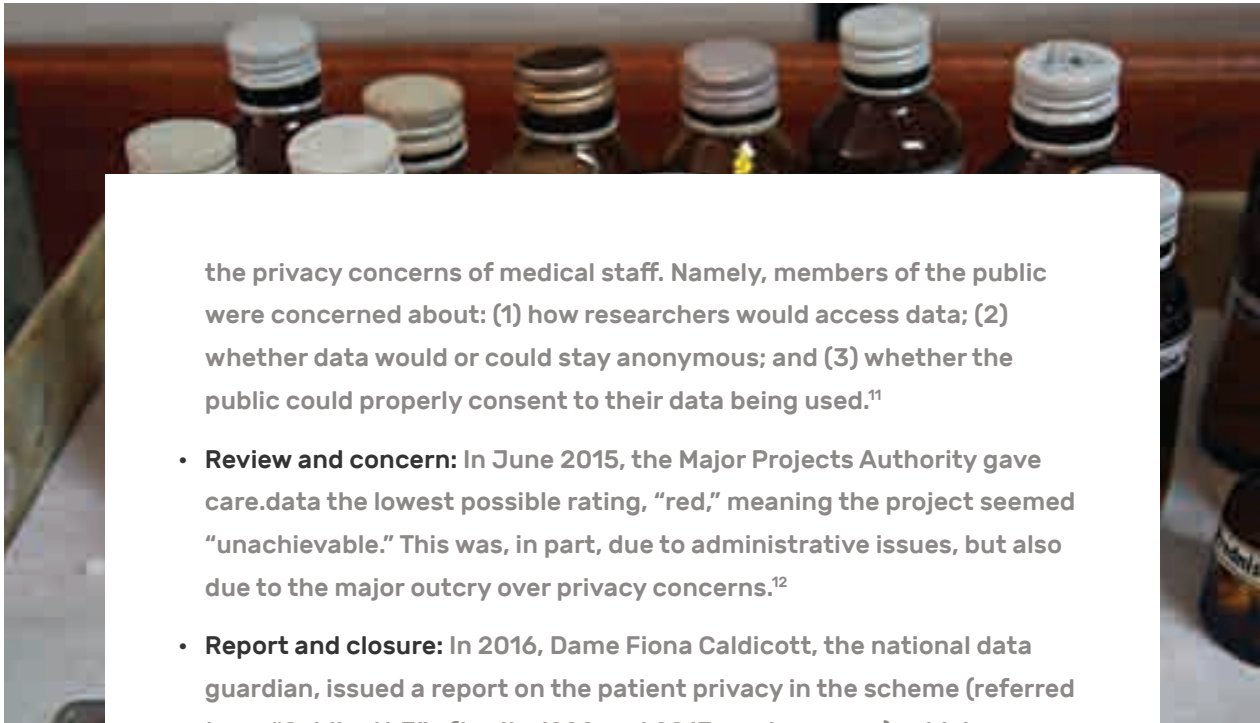 the privacy concerns of medical staff. Namely, members of the public
were concerned about: (1) how researchers would access data; (2)
whether data would or could stay anonymous; and (3) whether the
public could properly consent to their data being used.11
• Review and concern: In June 2015, the Major Projects Authority gave
care.data the lowest possible rating, “red,” meaning the project seemed
“unachievable.” This was, in part, due to administrative issues, but also
due to the major outcry over privacy concerns.12
• Report and closure: In 2016, Dame Fiona Caldicott, the national data
guardian, issued a report on the patient privacy in the scheme (referred